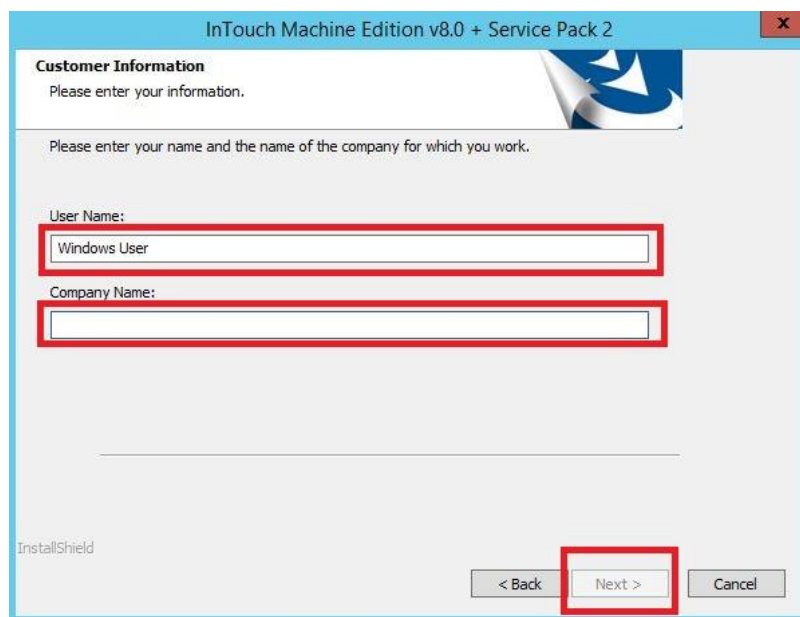 InTouch Machine Edition v8.0 + Service Pack 2
x
Customer Information
Please enter your information.
Please enter your name and the name of the company for which you work.
User Name:
Windows User
Company Name:
InstallShield
< Back
Next >
Cancel